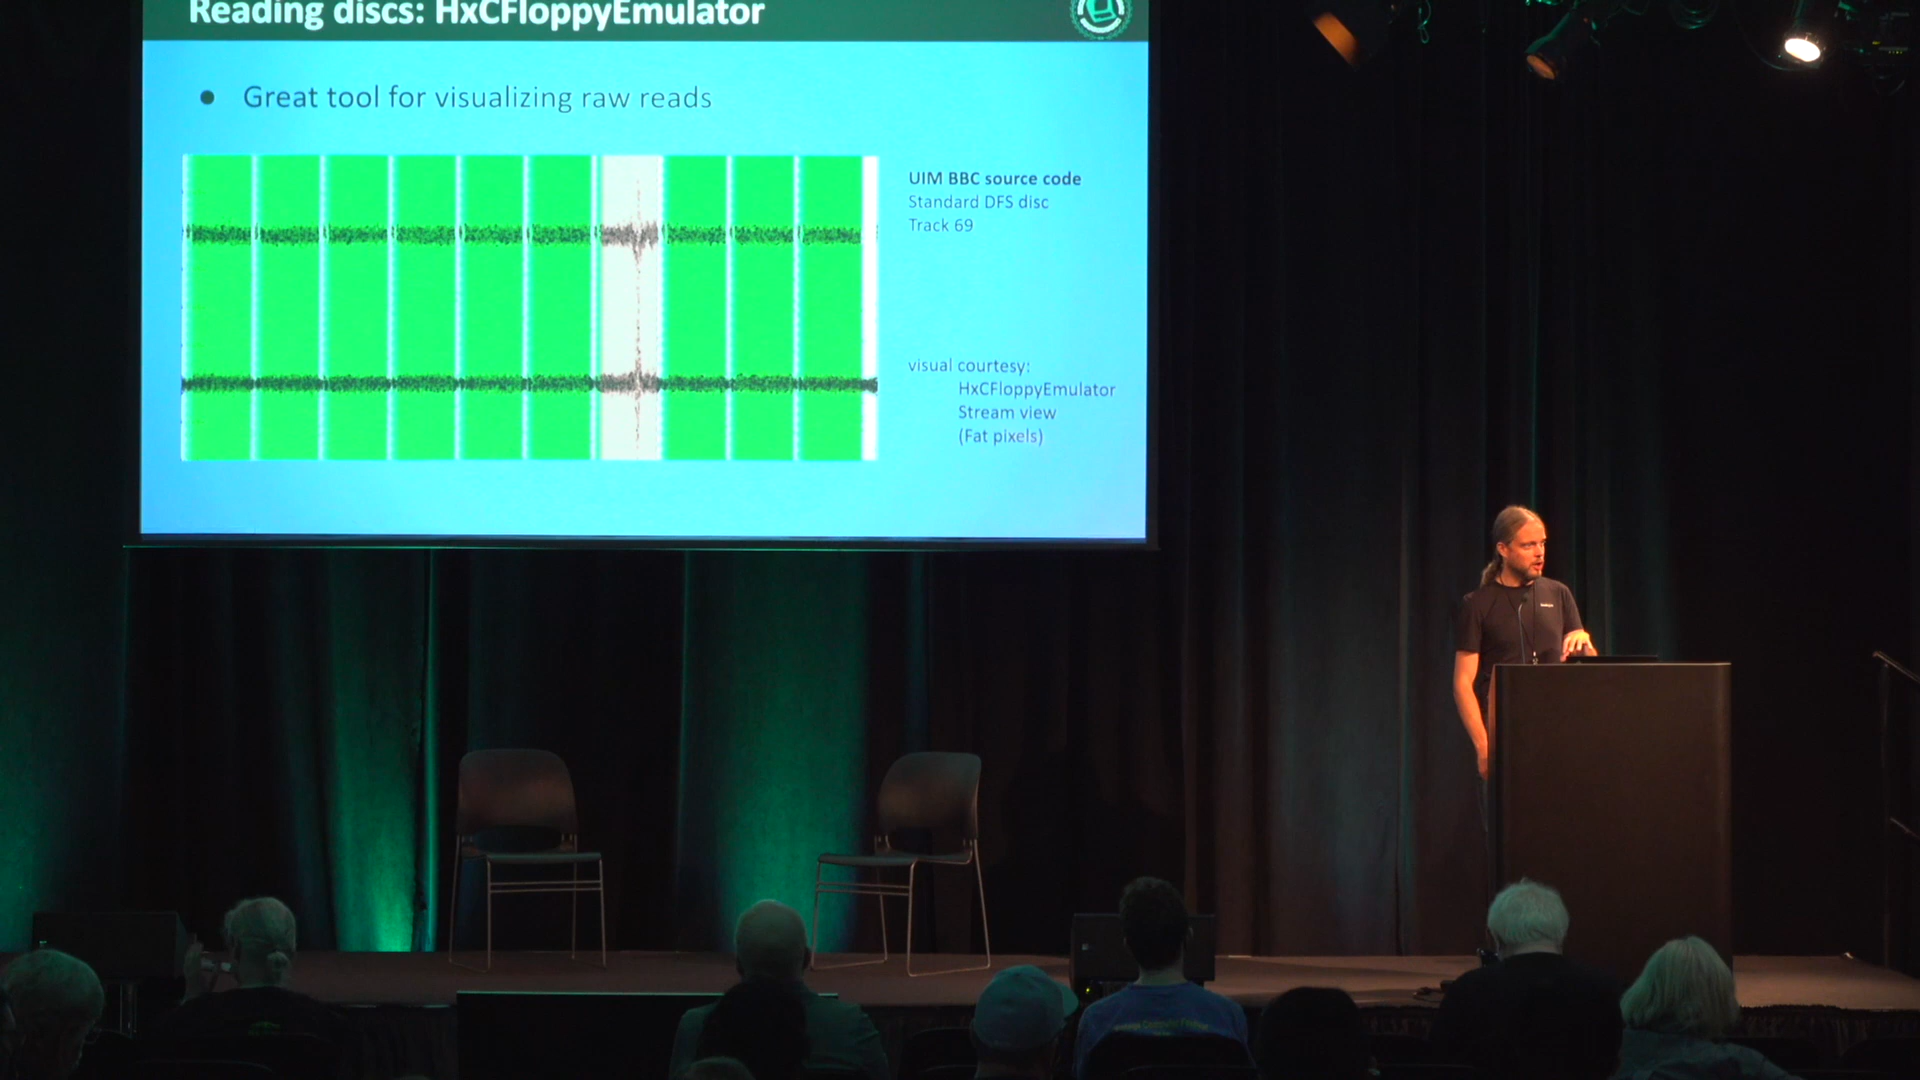 Reading discs: HxCFloppyEmulator
● Great tool for visualizing raw reads
UIM BBC source code
Standard DFS disc
Track 69
visual courtesy:
HxCFloppyEmulator
Stream view
(Fat pixels)